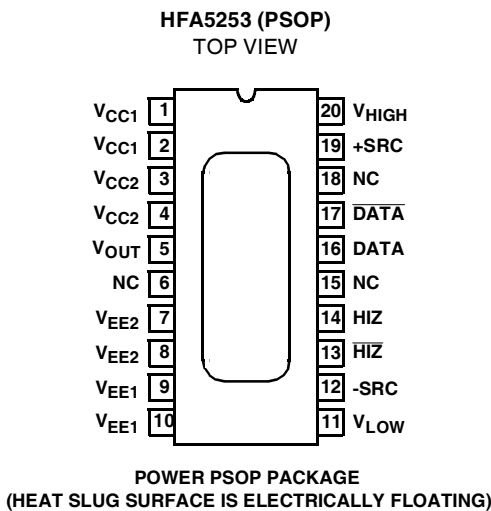 HFA5253 (PSOP)
TOP VIEW
VCC1 1 20 VHIGH
VCC1 2 19 +SRC
VCC2 3 18 NC
VCC2 4 17 D̅A̅T̅A̅
VOUT 5 16 DATA
NC 6 15 NC
VEE2 7 14 HIZ
VEE2 8 13 H̅I̅Z̅
VEE1 9 12 -SRC
VEE1 10 11 VLOW
POWER PSOP PACKAGE
(HEAT SLUG SURFACE IS ELECTRICALLY FLOATING)